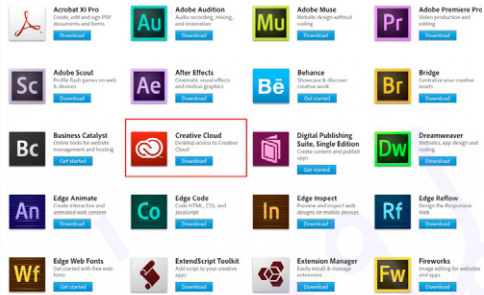 Acrobat XI Pro
Create, edit and sign PDF
documents and forms
Download
Au
Adobe Audition
Audio recording, mixing,
and restoration
Download
Mu
Adobe Muse
Website design without
coding
Download
Pr
Adobe Premiere Pro
Video production and
editing
Download
Sc
Adobe Scout
Profile flash games on web
& devices
Download
Ae
After Effects
Cinematic visual effects
and motion graphics
Download
Bē
Behance
Showcase & discover
creative work
Get started
Br
Bridge
Centralize your creative
assets
Download
Bc
Business Catalyst
Online tools for website
management and hosting
Get started
Creative Cloud
Desktop access to Creative
Cloud
Download
Digital Publishing
Suite, Single Edition
Create content and publish
apps
Get started
Dw
Dreamweaver
Websites, app design and
coding
Download
An
Edge Animate
Create interactive and
animated web content
Download
Co
Edge Code
Code HTML, CSS, and
JavaScript
Download
In
Edge Inspect
Preview and inspect web
designs on mobile devices
Download
Rf
Edge Reflow
Design the Responsive
Web
Download
Wf
Edge Web Fonts
Get started with free web
fonts
Get started
ExtendScript Toolkit
Add script to your creative
apps
Download
Extension Manager
Easily install & manage
extensions
Download
Fw
Fireworks
Image editing for websites
and apps
Download